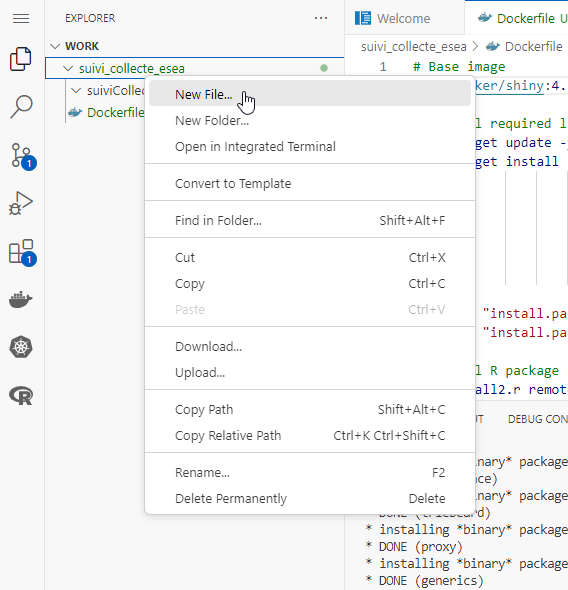 EXPLORER
WORK
suivi_collecte_esea
suiviCollec
Dockerfile
New File...
New Folder...
Open in Integrated Terminal
Convert to Template
Find in Folder... Shift+Alt+F
Cut Ctrl+X
Copy Ctrl+C
Paste Ctrl+V
Download...
Upload...
Copy Path Shift+Alt+C
Copy Relative Path Ctrl+K Ctrl+Shift+C
Rename... F2
Delete Permanently Delete
1
1
Welcome
Dockerfile U
suivi_collecte_esea > Dockerfile
1 # Base image
ker/shiny:4.
l required l
get update -
get install
"install.pa
"install.pa
l R package
all2.r remot
UT DEBUG CON
nary* package
ce)
nary* package
* DONE
* installing *binary* package
* DONE (proxy)
* installing *binary* package
* DONE (generics)